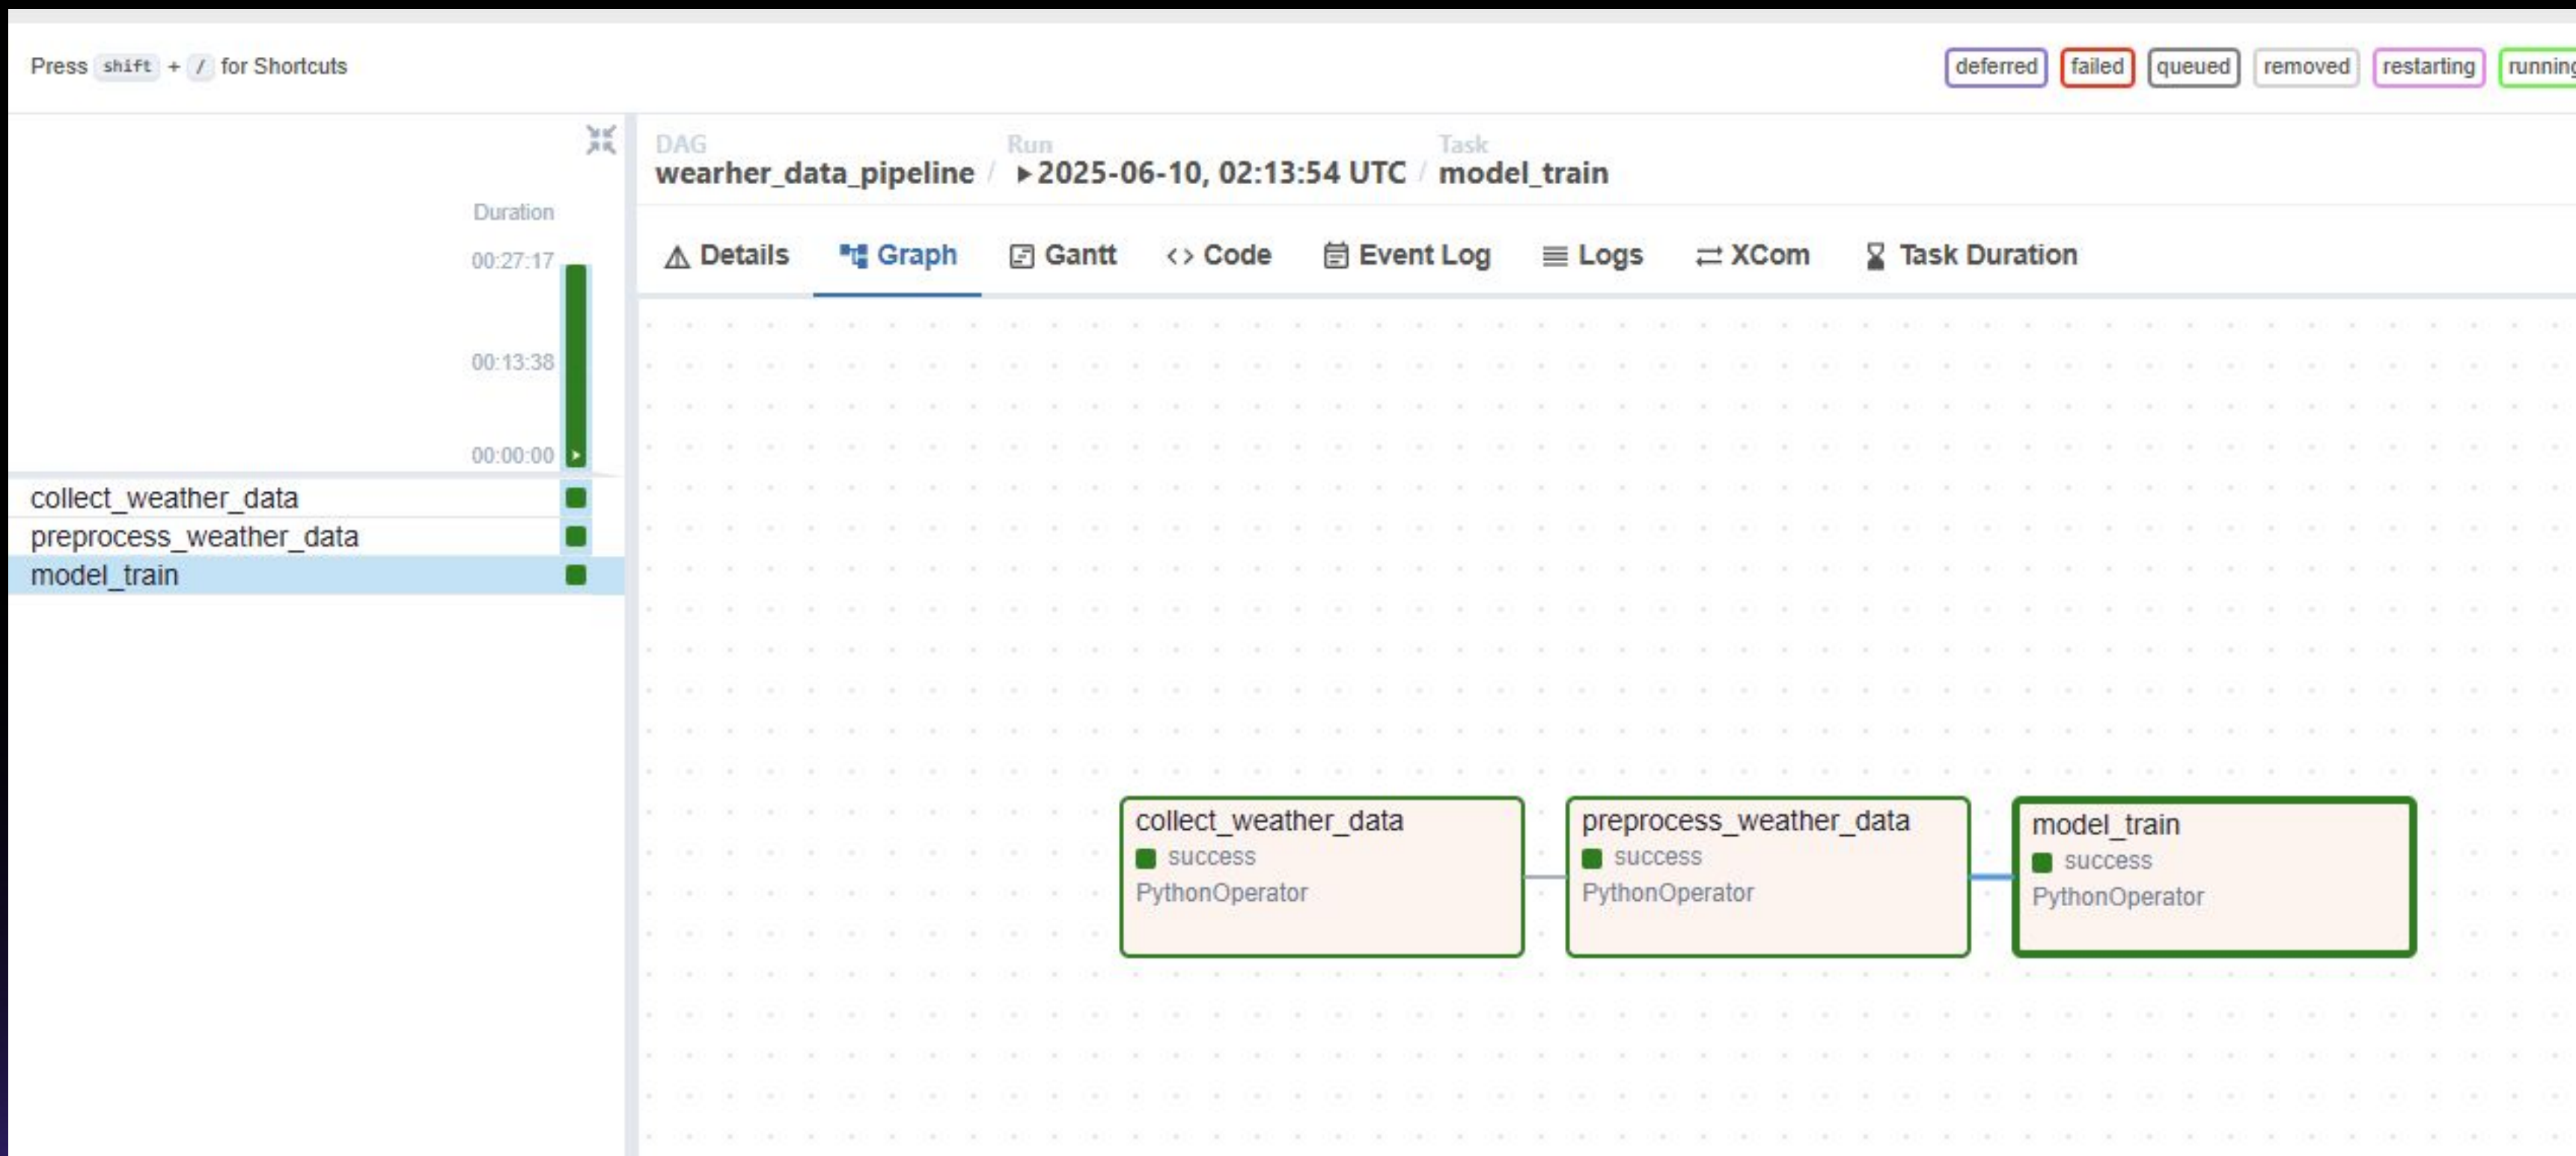 Press shift + / for Shortcuts
deferred failed queued removed restarting running
DAG Run Task
wearher_data_pipeline / 2025-06-10, 02:13:54 UTC / model_train
Details Graph Gantt <> Code Event Log Logs XCom Task Duration
Duration
00:27:17
00:13:38
00:00:00
collect_weather_data
preprocess_weather_data
model_train
collect_weather_data
success
PythonOperator
preprocess_weather_data
success
PythonOperator
model_train
success
PythonOperator